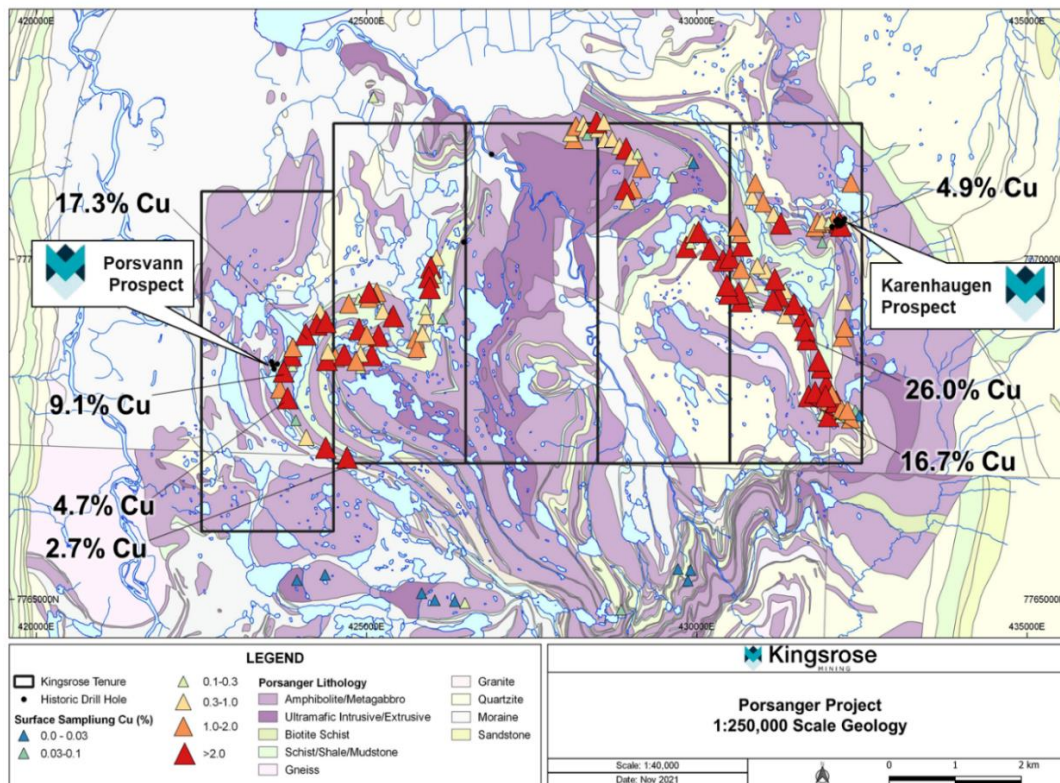 420000E
425000E
430000E
435000E
17.3% Cu
4.9% Cu
Porsvann
Prospect
777
770000N
Karenhaugen
Prospect
9.1% Cu
26.0% Cu
4.7% Cu
16.7% Cu
2.7% Cu
7765000N
7765000N
420000E
425000E
430000E
435000E
LEGEND
Kingsrose Tenure
Historic Drill Hole
Surface Sampliung Cu (%)
0.0 - 0.03
0.03-0.1
0.1-0.3
0.3-1.0
1.0-2.0
>2.0
Porsanger Lithology
Amphibolite/Metagabbro
Ultramafic Intrusive/Extrusive
Biotite Schist
Schist/Shale/Mudstone
Gneiss
Granite
Quartzite
Moraine
Sandstone
Kingsrose
MINING
Porsanger Project
1:250,000 Scale Geology
Scale: 1:40,000
Date: Nov 2021
0 1 2 km